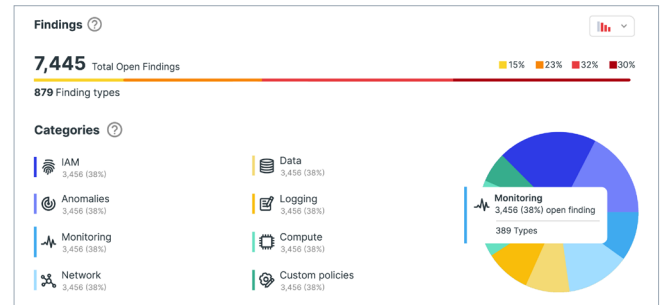 Findings ?
7,445 Total Open Findings
15% 23% 32% 30%
879 Finding types
Categories ?
IAM
3,456 (38%)
Data
3,456 (38%)
Anomalies
3,456 (38%)
Logging
3,456 (38%)
Monitoring
3,456 (38%)
Compute
3,456 (38%)
Network
3,456 (38%)
Custom policies
3,456 (38%)
Monitoring
3,456 (38%) open finding
389 Types